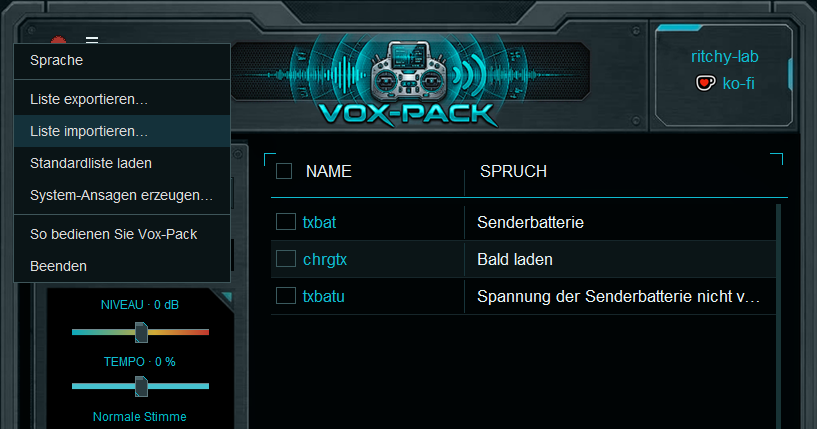 Sprache
Liste exportieren...
Liste importieren...
Standardliste laden
System-Ansagen erzeugen...
So bedienen Sie Vox-Pack
Beenden
VOX-PACK
ritchy-lab
ko-fi
NIVEAU · 0 dB
TEMPO · 0 %
Normale Stimme
NAME SPRUCH
txbat Senderbatterie
chrgtx Bald laden
txbatu Spannung der Senderbatterie nicht v...